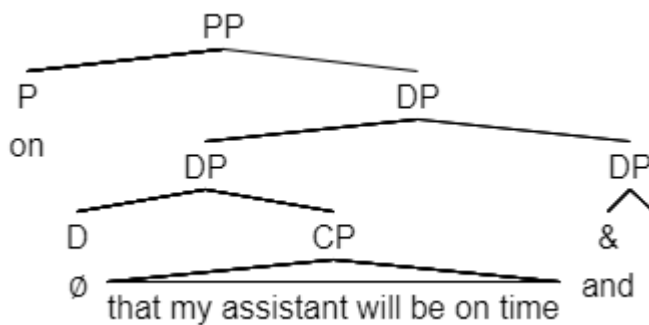 PP
P DP
on
DP DP
D CP &
∅ and
that my assistant will be on time